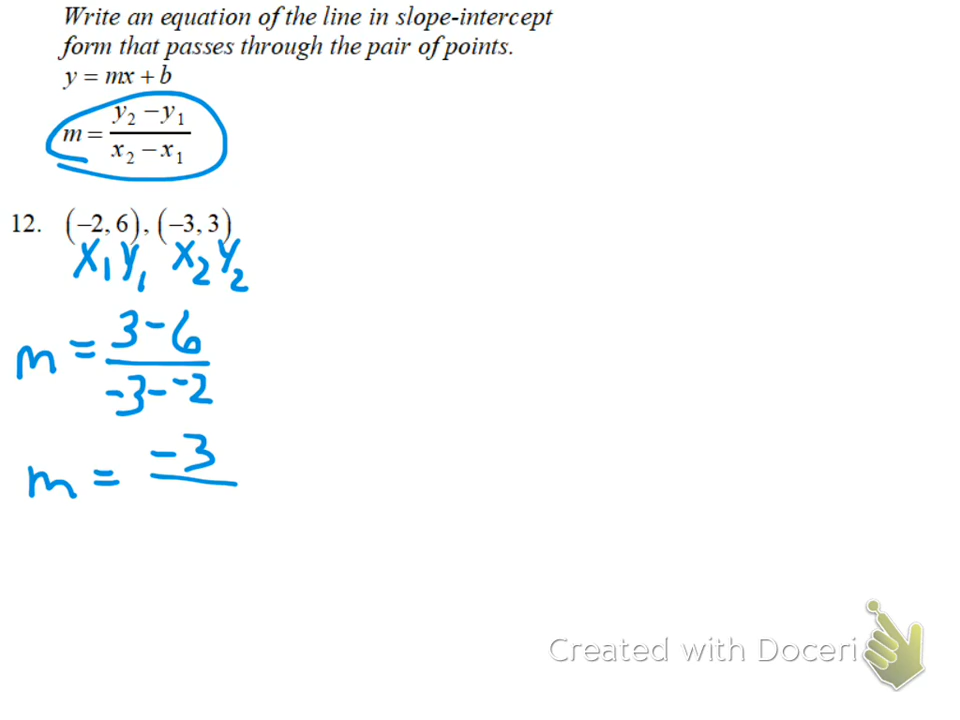 Write an equation of the line in slope-intercept
form that passes through the pair of points.
y = mx + b
m = (y₂ − y₁)/(x₂ − x₁)
12. (−2, 6), (−3, 3)
x₁ y₁ x₂ y₂
m = (3 - 6)/(-3 - -2)
m = -3/
Created with Doceri